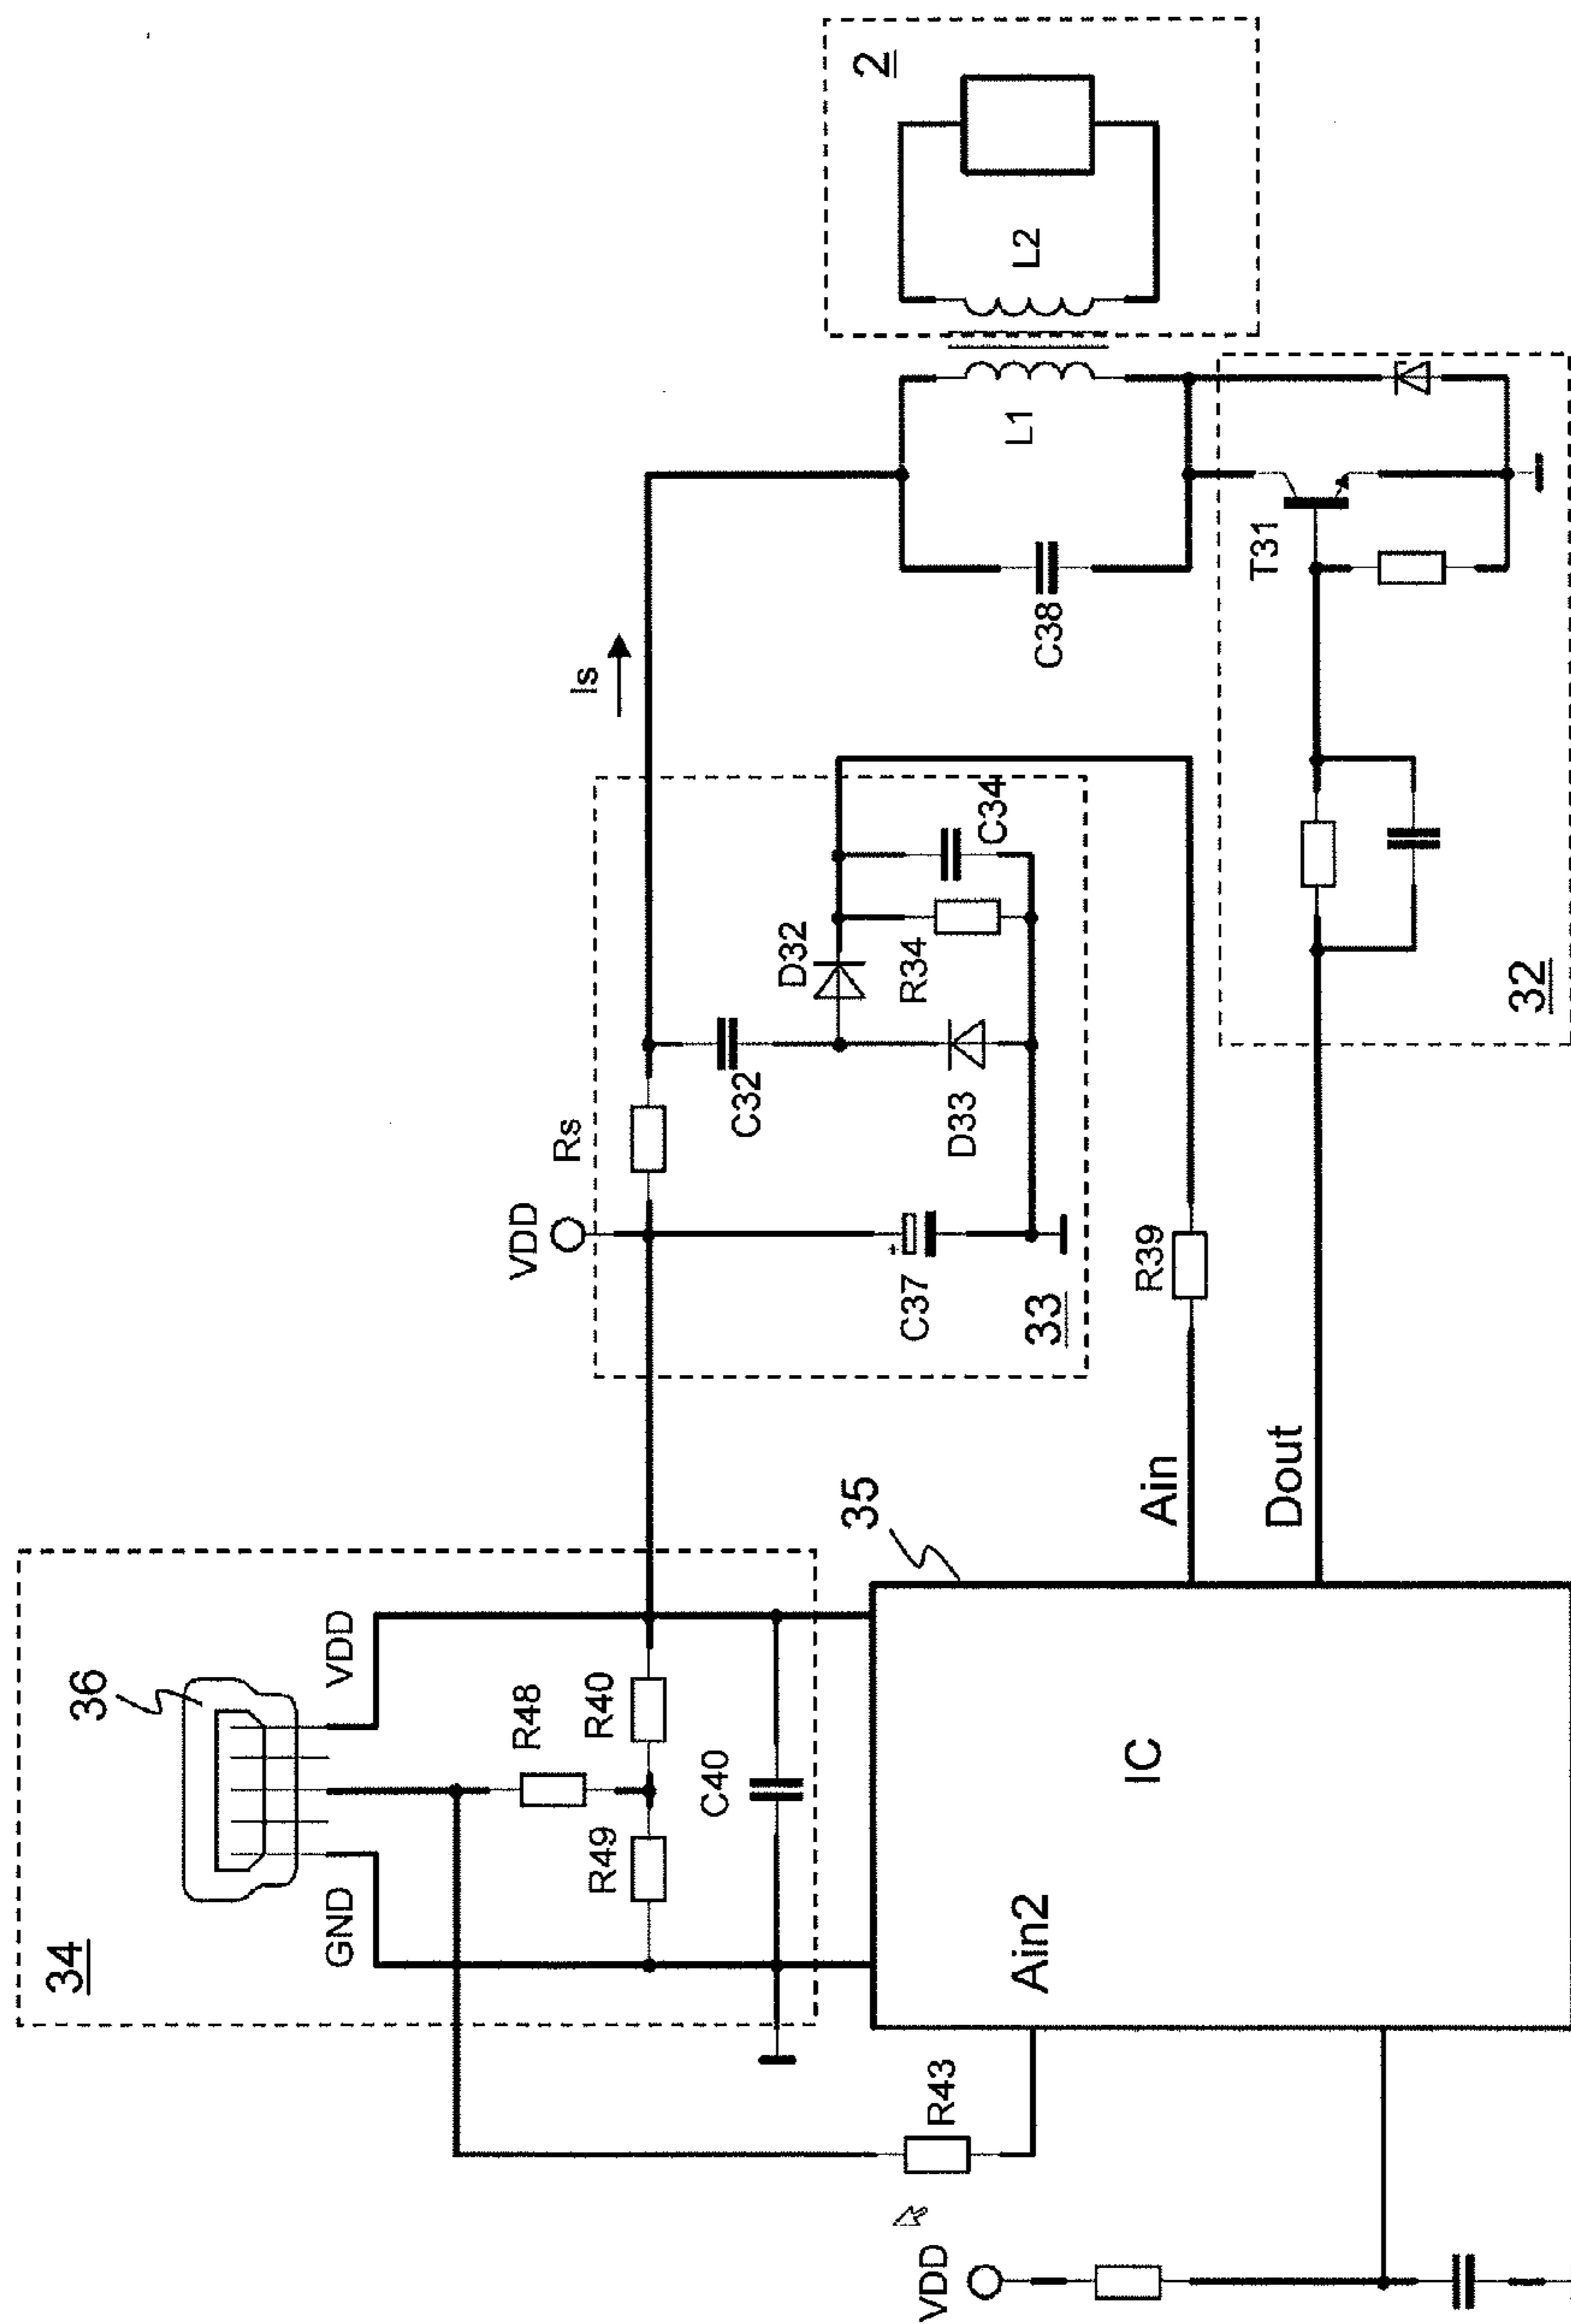 2
L2
L1
Is
C38
T31
VDD
Rs
C32
D32
C34
R34
D33
C37
33
R39
32
36
VDD
GND
R48
R40
R49
C40
34
35
Ain
Dout
IC
Ain2
R43
VDD